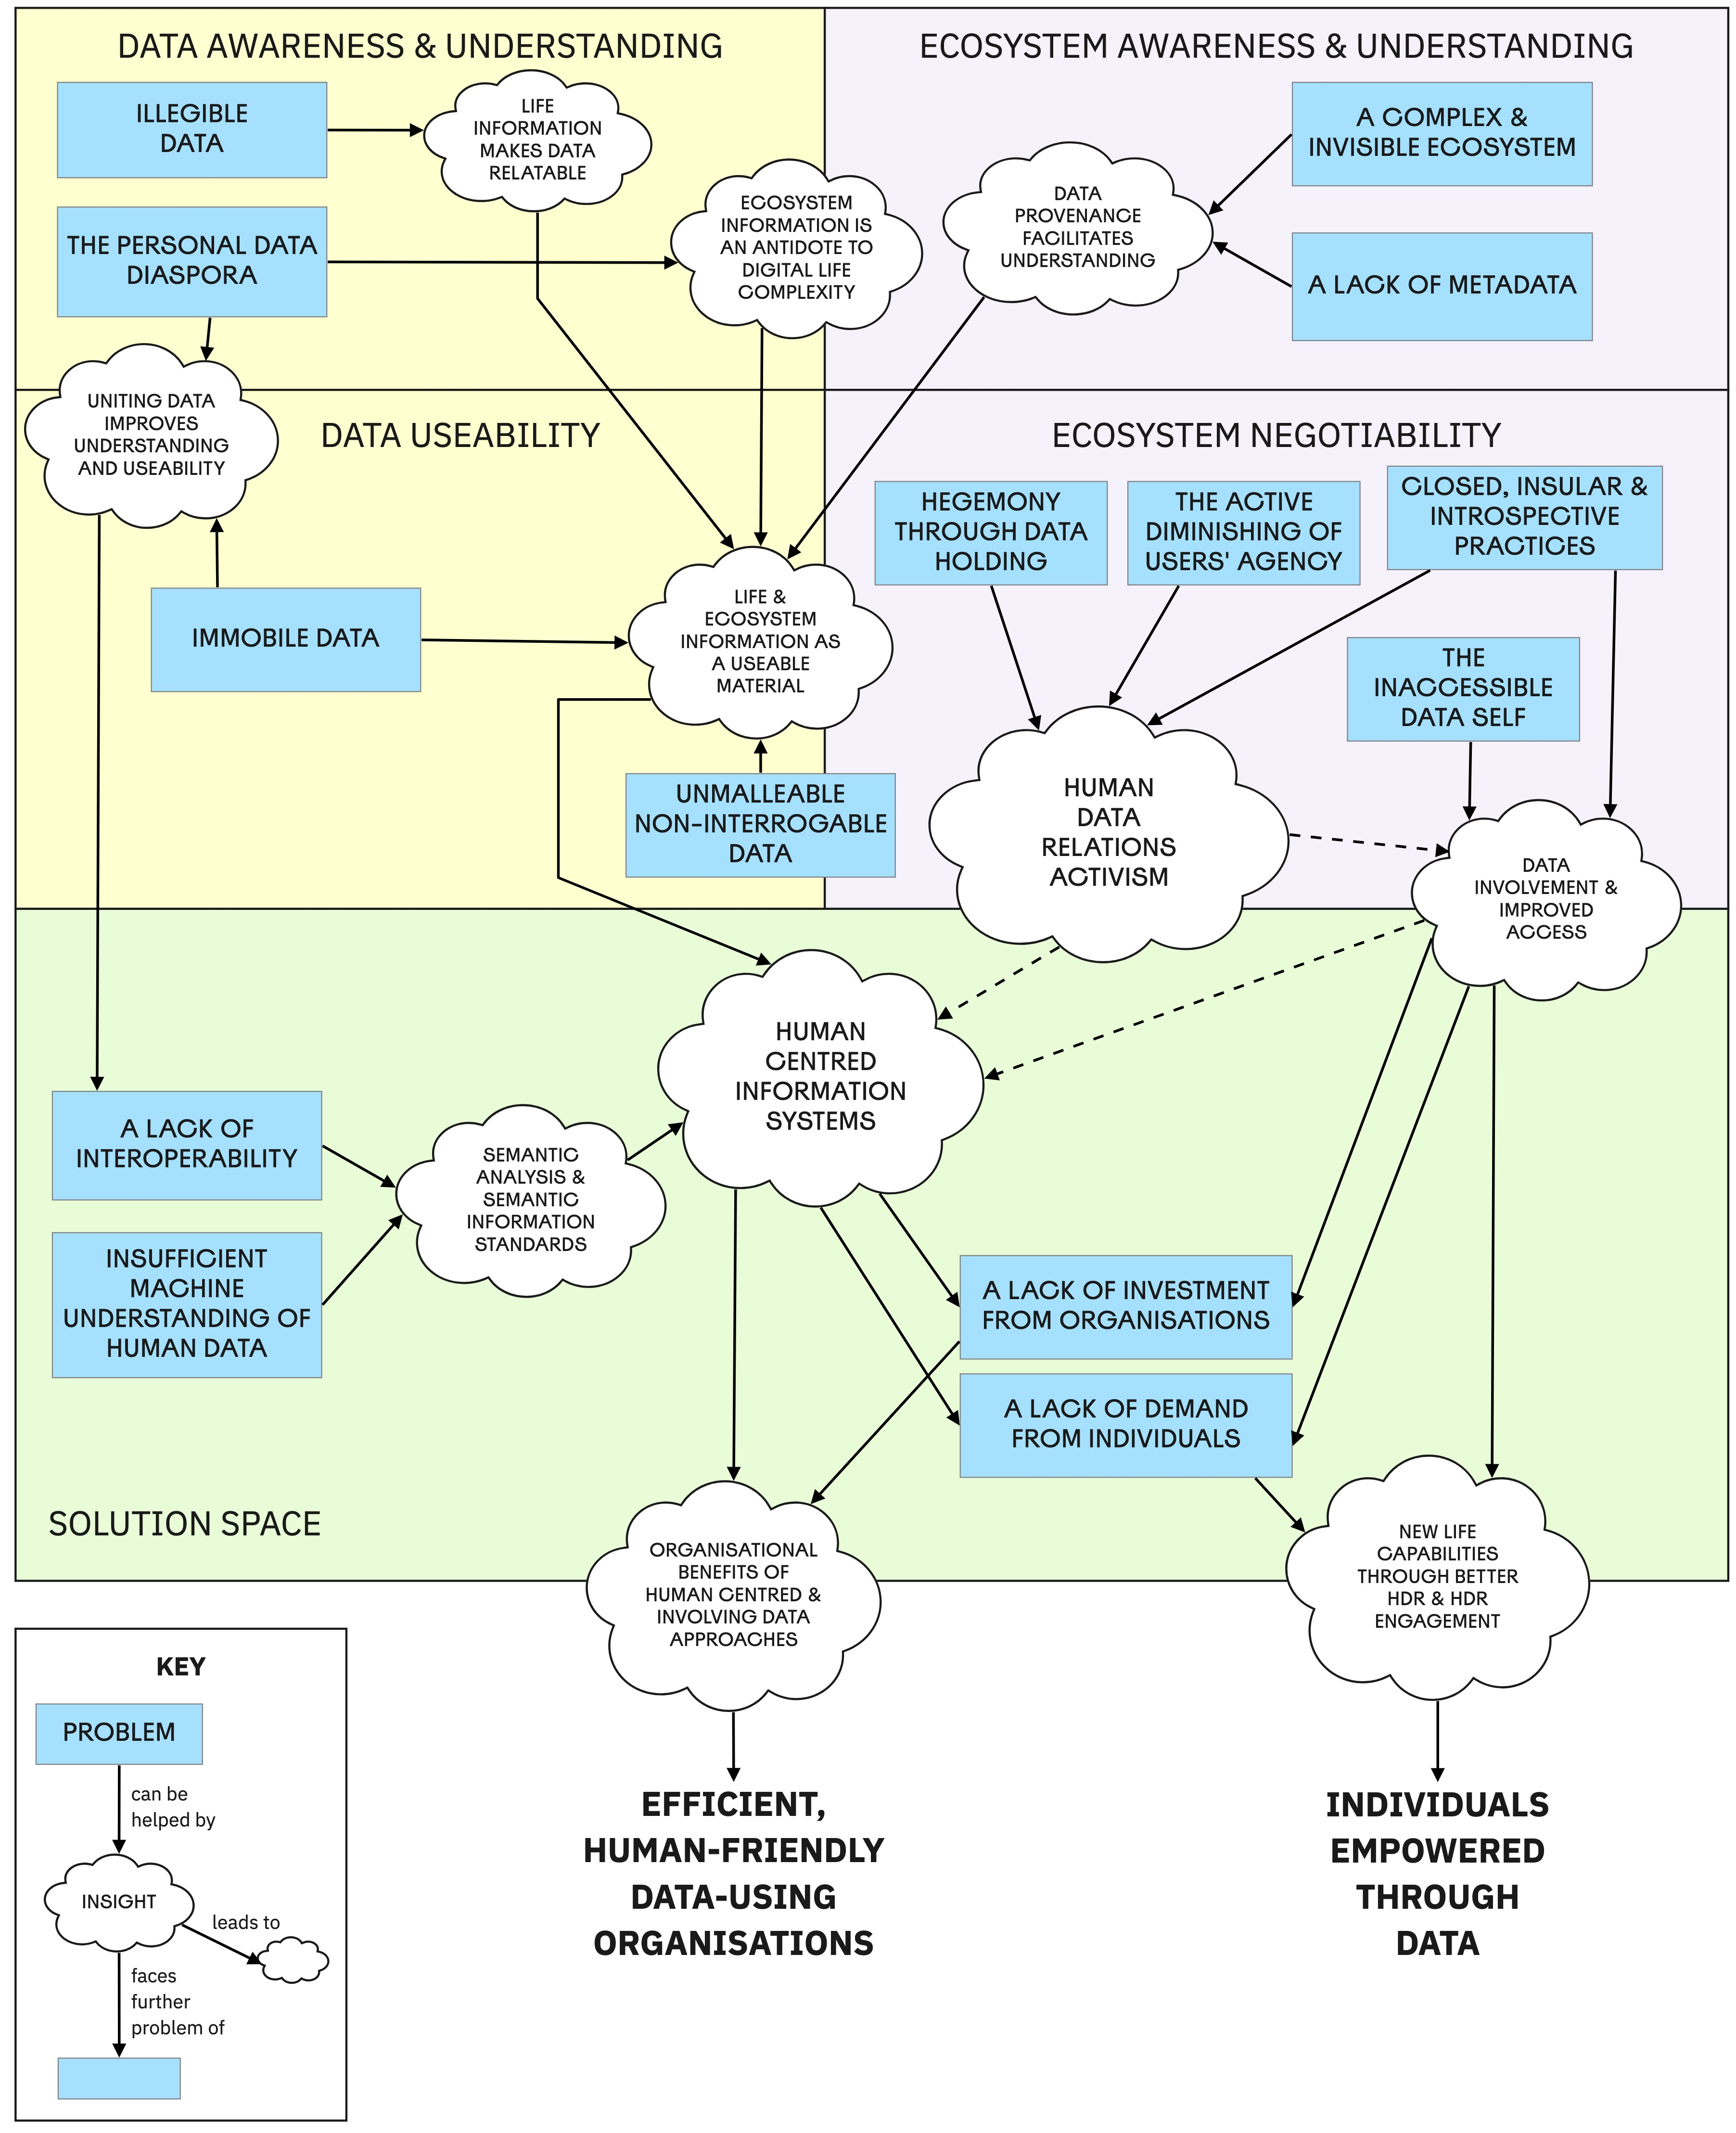 DATA AWARENESS & UNDERSTANDING
ECOSYSTEM AWARENESS & UNDERSTANDING
ILLEGIBLE
DATA
LIFE
INFORMATION
MAKES DATA
RELATABLE
A COMPLEX &
INVISIBLE ECOSYSTEM
THE PERSONAL DATA
DIASPORA
ECOSYSTEM
INFORMATION IS
AN ANTIDOTE TO
DIGITAL LIFE
COMPLEXITY
DATA
PROVENANCE
FACILITATES
UNDERSTANDING
A LACK OF METADATA
UNITING DATA
IMPROVES
UNDERSTANDING
AND USEABILITY
DATA USEABILITY
ECOSYSTEM NEGOTIABILITY
HEGEMONY
THROUGH DATA
HOLDING
THE ACTIVE
DIMINISHING OF
USERS' AGENCY
CLOSED, INSULAR &
INTROSPECTIVE
PRACTICES
IMMOBILE DATA
LIFE &
ECOSYSTEM
INFORMATION AS
A USEABLE
MATERIAL
THE
INACCESSIBLE
DATA SELF
UNMALLEABLE
NON-INTERROGABLE
DATA
HUMAN
DATA
RELATIONS
ACTIVISM
DATA
INVOLVEMENT &
IMPROVED
ACCESS
HUMAN
CENTRED
INFORMATION
SYSTEMS
A LACK OF
INTEROPERABILITY
SEMANTIC
ANALYSIS &
SEMANTIC
INFORMATION
STANDARDS
INSUFFICIENT
MACHINE
UNDERSTANDING OF
HUMAN DATA
A LACK OF INVESTMENT
FROM ORGANISATIONS
A LACK OF DEMAND
FROM INDIVIDUALS
SOLUTION SPACE
ORGANISATIONAL
BENEFITS OF
HUMAN CENTRED &
INVOLVING DATA
APPROACHES
NEW LIFE
CAPABILITIES
THROUGH BETTER
HDR & HDR
ENGAGEMENT
KEY
PROBLEM
can be
helped by
INSIGHT
leads to
faces
further
problem of
EFFICIENT,
HUMAN-FRIENDLY
DATA-USING
ORGANISATIONS
INDIVIDUALS
EMPOWERED
THROUGH
DATA